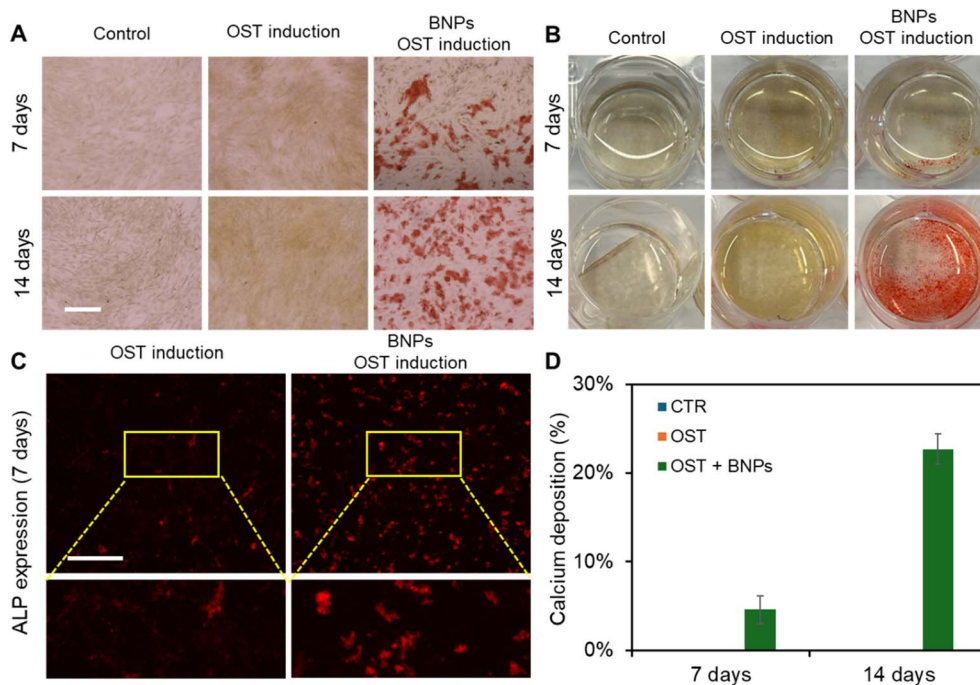 A
Control
OST induction
BNPs
OST induction
7 days
14 days
B
Control
OST induction
BNPs
OST induction
7 days
14 days
C
OST induction
BNPs
OST induction
ALP expression (7 days)
D
Calcium deposition (%)
30%
20%
10%
0%
CTR
OST
OST + BNPs
7 days
14 days